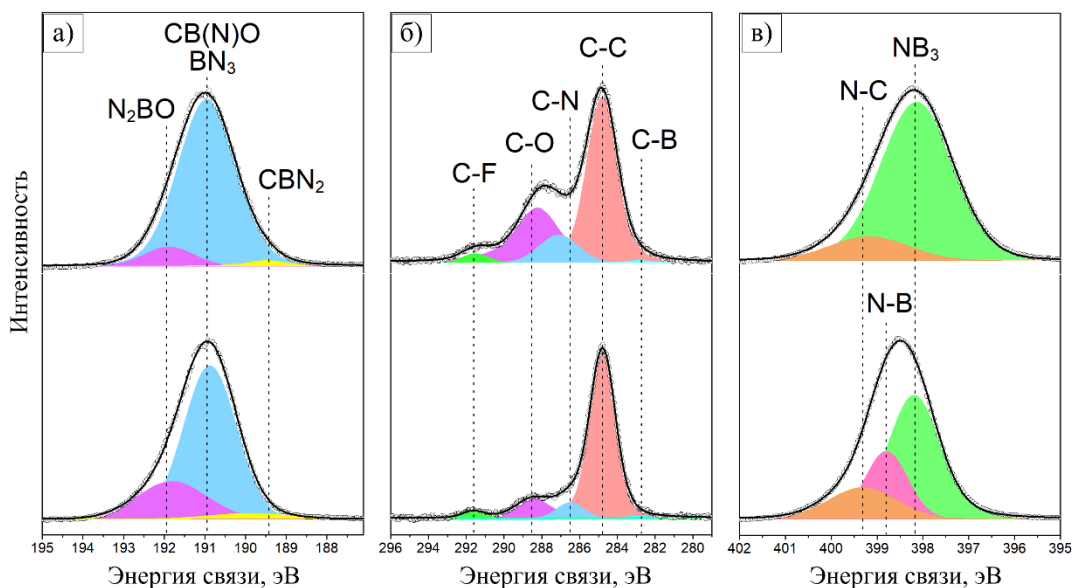 а)
CB(N)O
BN₃
N₂BO
CBN₂
б)
C-C
C-N
C-O
C-B
C-F
в)
NB₃
N-C
N-B
Интенсивность
195 194 193 192 191 190 189 188
296 294 292 290 288 286 284 282 280
402 401 400 399 398 397 396 395
Энергия связи, эВ
Энергия связи, эВ
Энергия связи, эВ